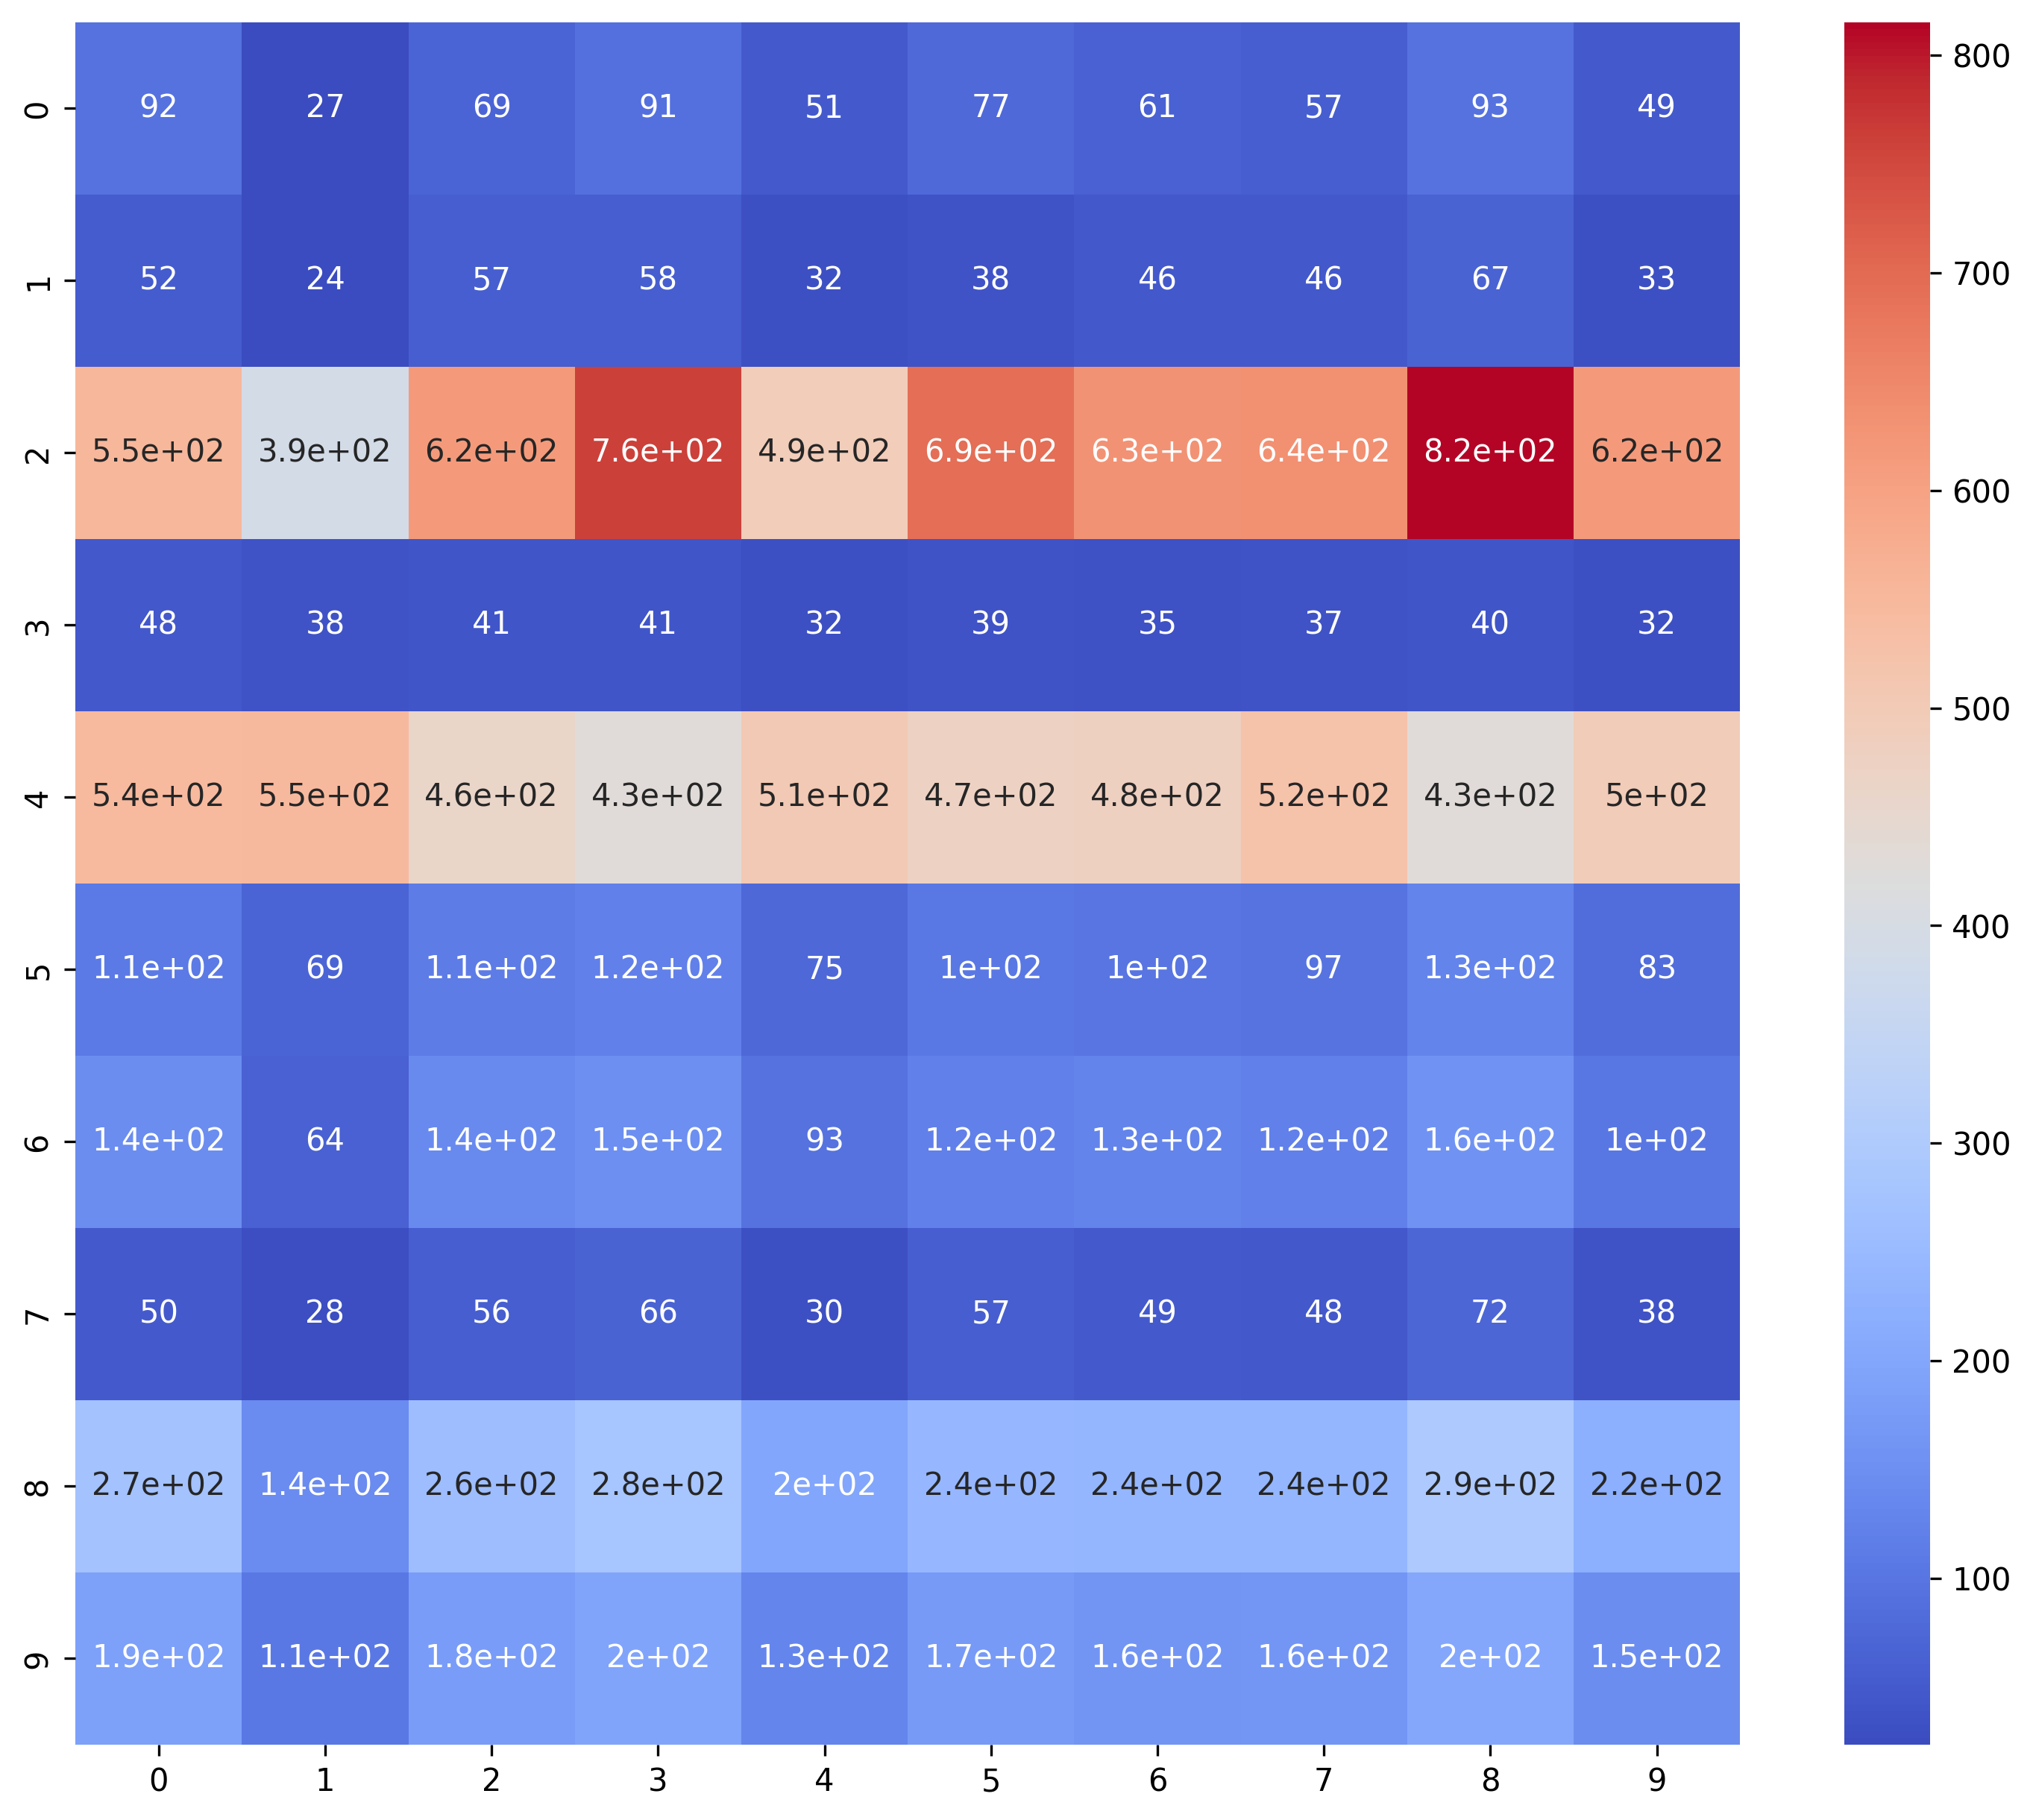 0 92 27 69 91 51 77 61 57 93 49
1 52 24 57 58 32 38 46 46 67 33
2 5.5e+02 3.9e+02 6.2e+02 7.6e+02 4.9e+02 6.9e+02 6.3e+02 6.4e+02 8.2e+02 6.2e+02
3 48 38 41 41 32 39 35 37 40 32
4 5.4e+02 5.5e+02 4.6e+02 4.3e+02 5.1e+02 4.7e+02 4.8e+02 5.2e+02 4.3e+02 5e+02
5 1.1e+02 69 1.1e+02 1.2e+02 75 1e+02 1e+02 97 1.3e+02 83
6 1.4e+02 64 1.4e+02 1.5e+02 93 1.2e+02 1.3e+02 1.2e+02 1.6e+02 1e+02
7 50 28 56 66 30 57 49 48 72 38
8 2.7e+02 1.4e+02 2.6e+02 2.8e+02 2e+02 2.4e+02 2.4e+02 2.4e+02 2.9e+02 2.2e+02
9 1.9e+02 1.1e+02 1.8e+02 2e+02 1.3e+02 1.7e+02 1.6e+02 1.6e+02 2e+02 1.5e+02
0 1 2 3 4 5 6 7 8 9
800
700
600
500
400
300
200
100